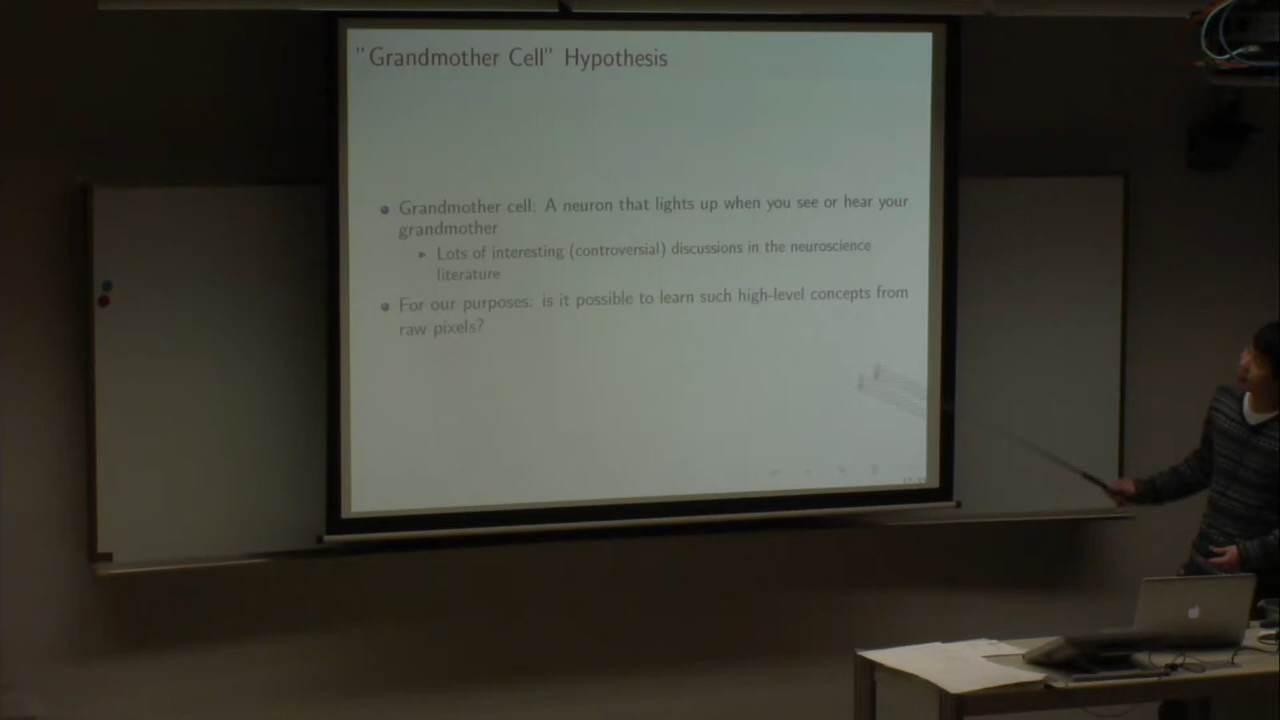 "Grandmother Cell" Hypothesis
Grandmother cell: A neuron that lights up when you see or hear your
grandmother
Lots of interesting (controversial) discussions in the neuroscience
literature
For our purposes: is it possible to learn such high-level concepts from
raw pixels?